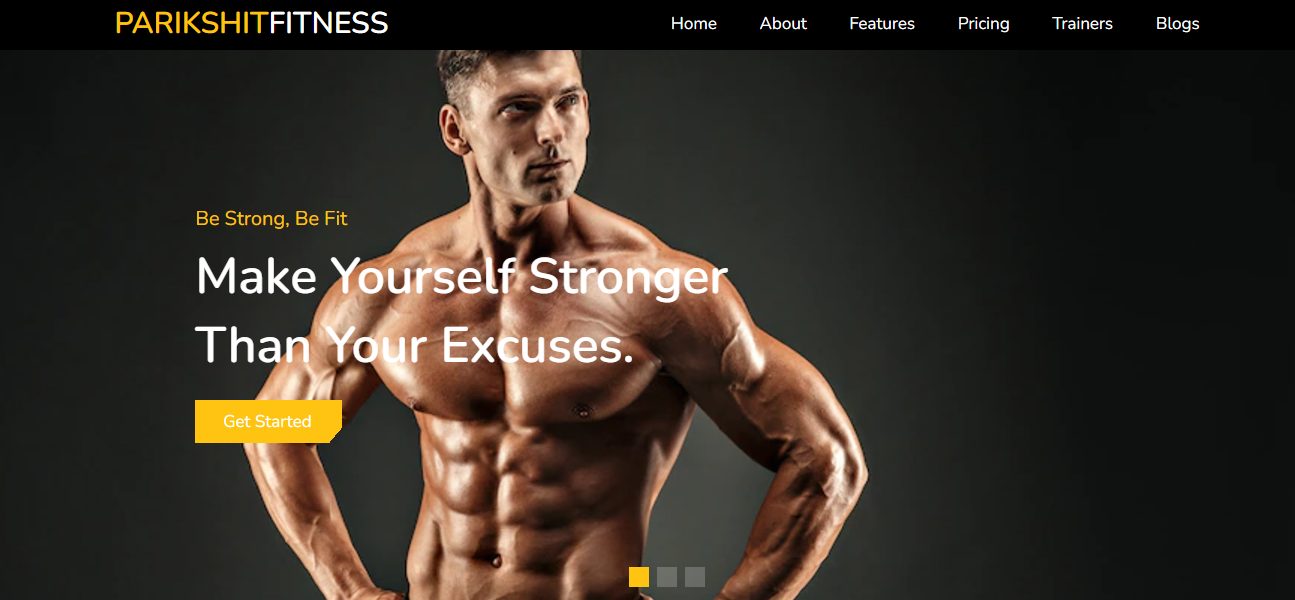 PARIKSHITFITNESS
Home About Features Pricing Trainers Blogs
Be Strong, Be Fit
Make Yourself Stronger
Than Your Excuses.
Get Started